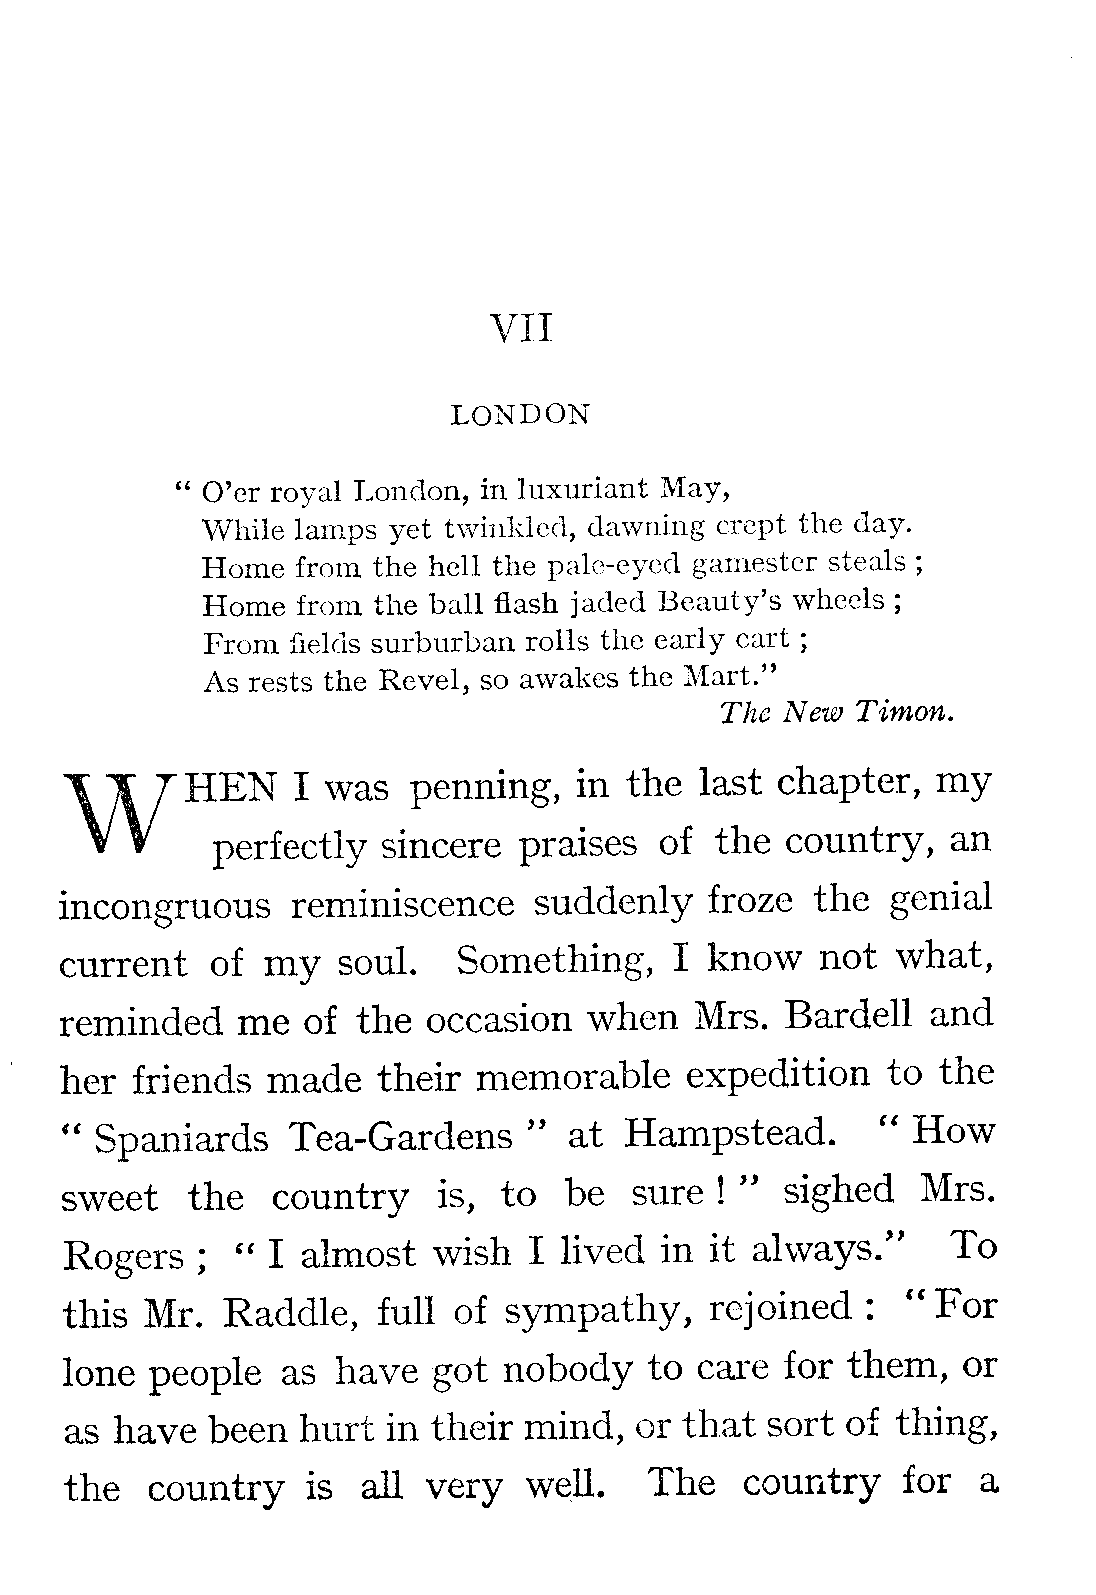 VII
LONDON
“ O’er royal London, in luxuriant May,
While lamps yet twinkled, dawning crept the day.
Home from the hell the pale-eyed gamester steals ;
Home from the ball flash jaded Beauty’s wheels ;
From fields surburban rolls the early cart ;
As rests the Revel, so awakes the Mart.”
The New Timon.
WHEN I was penning, in the last chapter, my
perfectly sincere praises of the country, an
incongruous reminiscence suddenly froze the genial
current of my soul. Something, I know not what,
reminded me of the occasion when Mrs. Bardell and
her friends made their memorable expedition to the
“ Spaniards Tea-Gardens ” at Hampstead. “ How
sweet the country is, to be sure ! ” sighed Mrs.
Rogers ; “ I almost wish I lived in it always.” To
this Mr. Raddle, full of sympathy, rejoined : “ For
lone people as have got nobody to care for them, or
as have been hurt in their mind, or that sort of thing,
the country is all very well. The country for a